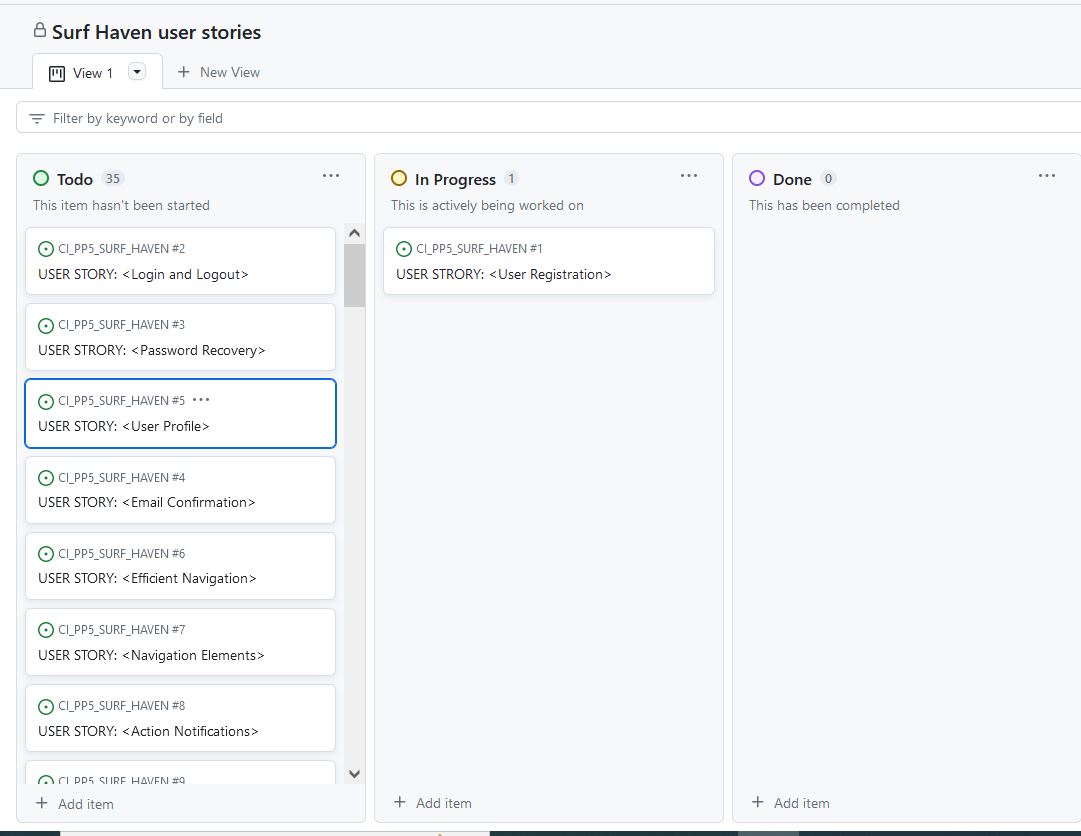 Surf Haven user stories
View 1
New View
Filter by keyword or by field
Todo 35
This item hasn't been started
CI_PP5_SURF_HAVEN #2
USER STORY: <Login and Logout>
CI_PP5_SURF_HAVEN #3
USER STRORY: <Password Recovery>
CI_PP5_SURF_HAVEN #5
USER STORY: <User Profile>
CI_PP5_SURF_HAVEN #4
USER STORY: <Email Confirmation>
CI_PP5_SURF_HAVEN #6
USER STORY: <Efficient Navigation>
CI_PP5_SURF_HAVEN #7
USER STORY: <Navigation Elements>
CI_PP5_SURF_HAVEN #8
USER STORY: <Action Notifications>
CI_PP5_SURF_HAVEN #9
Add item
In Progress 1
This is actively being worked on
CI_PP5_SURF_HAVEN #1
USER STRORY: <User Registration>
Add item
Done 0
This has been completed
Add item